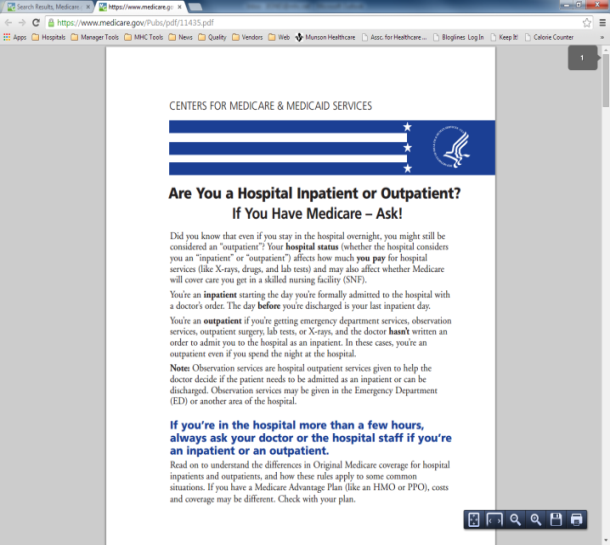 Search Results, Medicare
https://www.medicare.go
https://www.medicare.gov/Pubs/pdf/11435.pdf
Apps Hospitals Manager Tools MHC Tools News Quality Vendors Web Munson Healthcare Assc. for Healthcare... Bloglines Log In Keep It! Calorie Counter
1
CENTERS FOR MEDICARE & MEDICAID SERVICES
Are You a Hospital Inpatient or Outpatient?
If You Have Medicare – Ask!
Did you know that even if you stay in the hospital overnight, you might still be
considered an "outpatient"? Your hospital status (whether the hospital considers
you an "inpatient" or "outpatient") affects how much you pay for hospital
services (like X-rays, drugs, and lab tests) and may also affect whether Medicare
will cover care you get in a skilled nursing facility (SNF).
You're an inpatient starting the day you're formally admitted to the hospital with
a doctor's order. The day before you're discharged is your last inpatient day.
You're an outpatient if you're getting emergency department services, observation
services, outpatient surgery, lab tests, or X-rays, and the doctor hasn't written an
order to admit you to the hospital as an inpatient. In these cases, you're an
outpatient even if you spend the night at the hospital.
Note: Observation services are hospital outpatient services given to help the
doctor decide if the patient needs to be admitted as an inpatient or can be
discharged. Observation services may be given in the Emergency Department
(ED) or another area of the hospital.
If you're in the hospital more than a few hours,
always ask your doctor or the hospital staff if you're
an inpatient or an outpatient.
Read on to understand the differences in Original Medicare coverage for hospital
inpatients and outpatients, and how these rules apply to some common
situations. If you have a Medicare Advantage Plan (like an HMO or PPO), costs
and coverage may be different. Check with your plan.